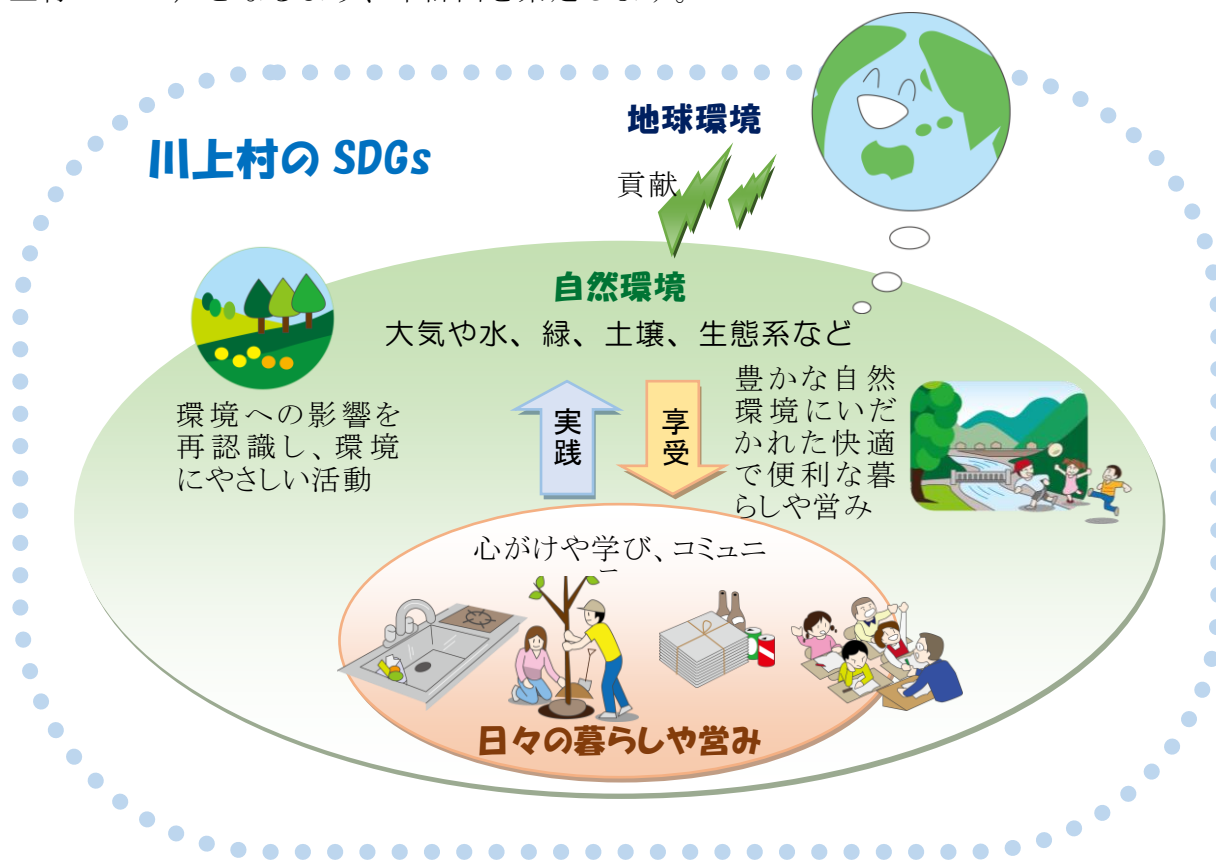 地球環境
川上村の SDGs
貢献
自然環境
大気や水、緑、土壌、生態系など
環境への影響を
再認識し、環境
にやさしい活動
実践
享受
豊かな自然
環境にいだ
かれた快適
で便利な暮
らしや営み
心がけや学び、コミュニ
日々の暮らしや営み